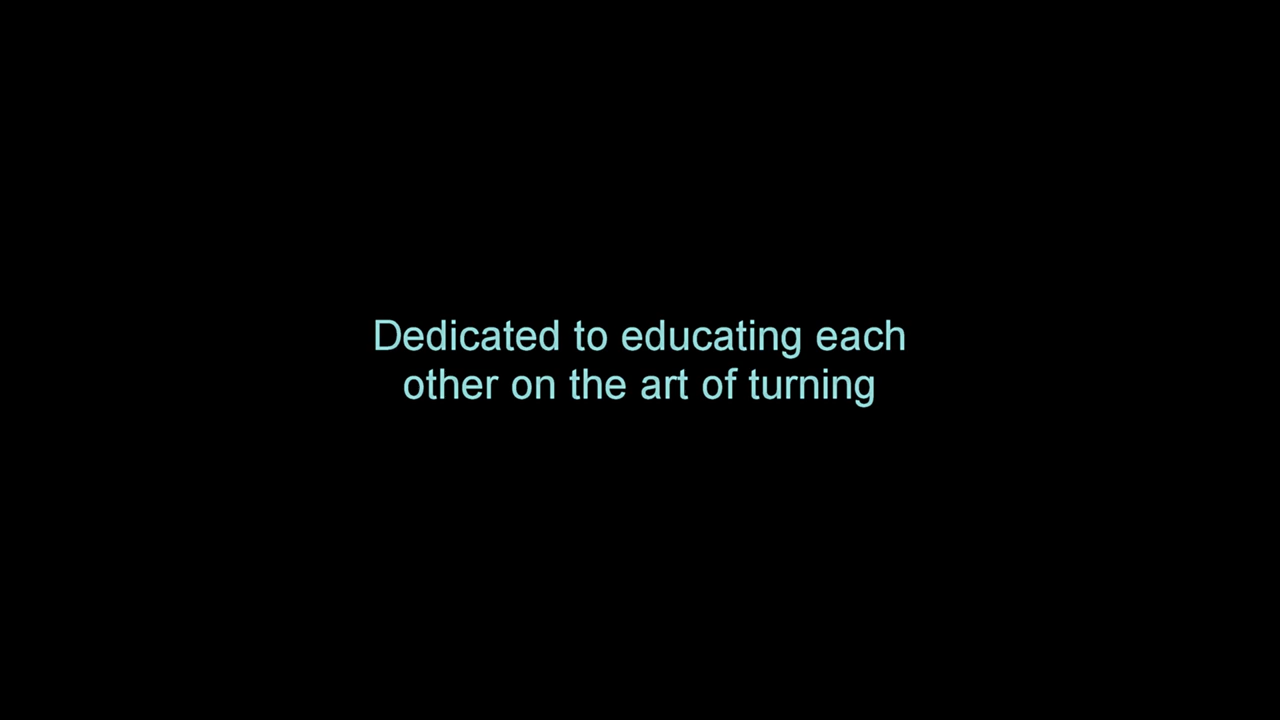 Dedicated to educating each
other on the art of turning